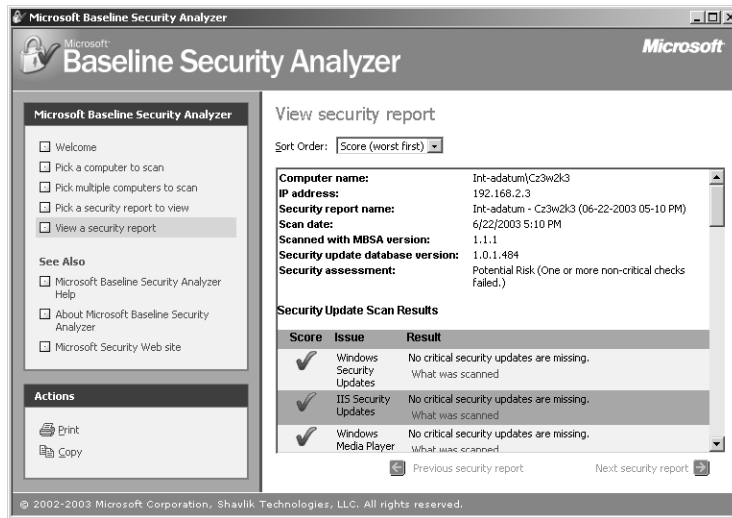 Microsoft Baseline Security Analyzer
Microsoft
Baseline Security Analyzer
Microsoft
Microsoft Baseline Security Analyzer
Welcome
Pick a computer to scan
Pick multiple computers to scan
Pick a security report to view
View a security report
See Also
Microsoft Baseline Security Analyzer
Help
About Microsoft Baseline Security
Analyzer
Microsoft Security Web site
Actions
Print
Copy
View security report
Sort Order: Score (worst first)
Computer name: Int-adatum\Cz3w2k3
IP address: 192.168.2.3
Security report name: Int-adatum - Cz3w2k3 (06-22-2003 05-10 PM)
Scan date: 6/22/2003 5:10 PM
Scanned with MBSA version: 1.1.1
Security update database version: 1.0.1.484
Security assessment: Potential Risk (One or more non-critical checks
failed.)
Security Update Scan Results
Score Issue Result
Windows No critical security updates are missing.
Security What was scanned
Updates
IIS Security No critical security updates are missing.
Updates What was scanned
Windows No critical security updates are missing.
Media Player What was scanned
Previous security report Next security report
© 2002-2003 Microsoft Corporation, Shavlik Technologies, LLC. All rights reserved.